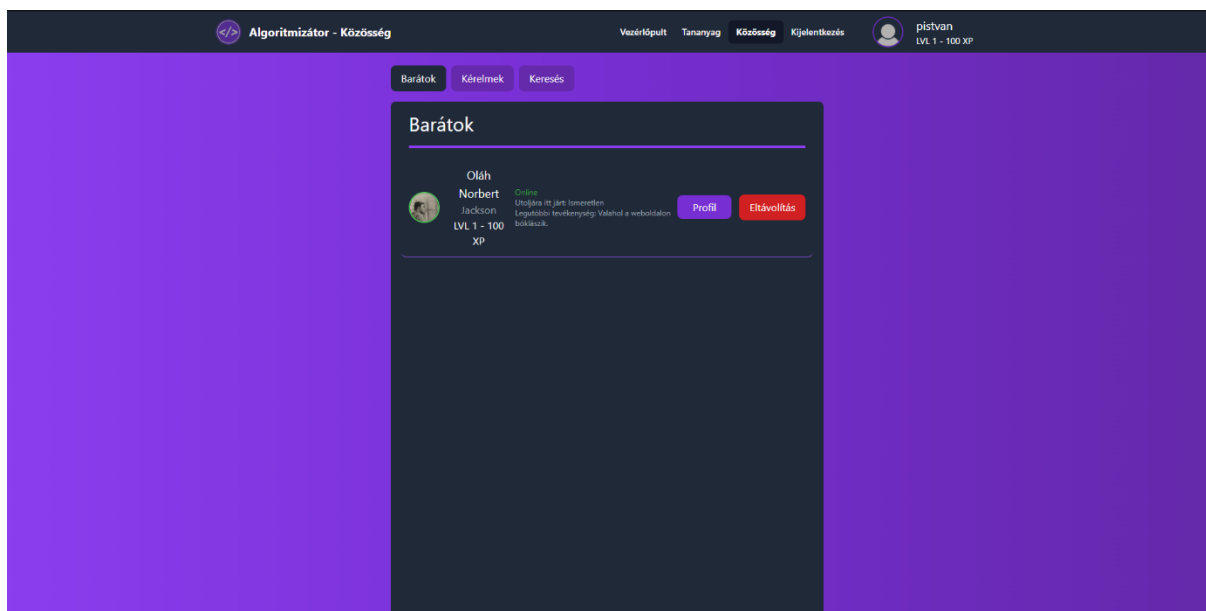 </> Algoritmizátor - Közösség
Vezérlőpult Tananyag Közösség Kijelentkezés
pistvan
LVL 1 - 100 XP
Barátok Kérelmek Keresés
Barátok
Oláh
Norbert
Jackson
LVL 1 - 100
XP
Online
Utoljára itt járt: Ismeretlen
Legutóbbi tevékenység: Valahol a weboldalon
bóklászik.
Profil
Eltávolítás